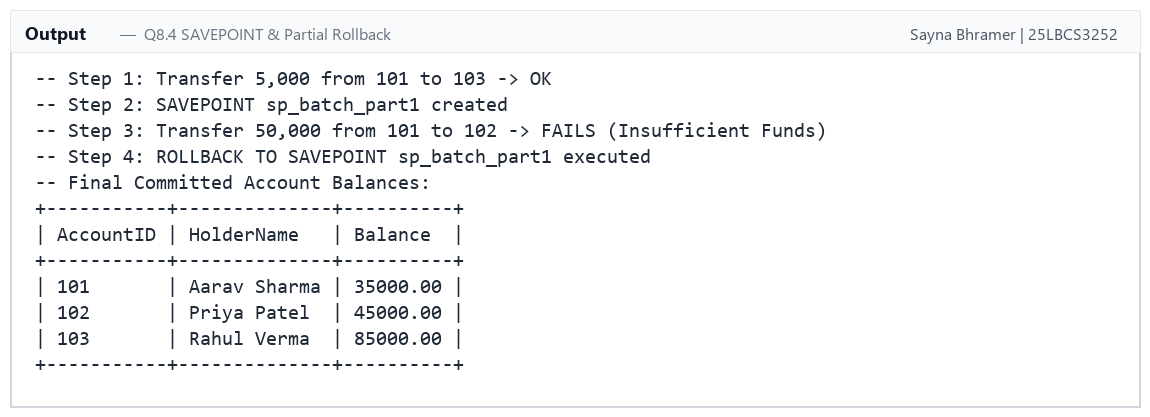 Output — Q8.4 SAVEPOINT & Partial Rollback Sayna Bhramer | 25LBCS3252
-- Step 1: Transfer 5,000 from 101 to 103 -> OK
-- Step 2: SAVEPOINT sp_batch_part1 created
-- Step 3: Transfer 50,000 from 101 to 102 -> FAILS (Insufficient Funds)
-- Step 4: ROLLBACK TO SAVEPOINT sp_batch_part1 executed
-- Final Committed Account Balances:
+-----------+--------------+----------+
| AccountID | HolderName   | Balance  |
+-----------+--------------+----------+
| 101       | Aarav Sharma | 35000.00 |
| 102       | Priya Patel  | 45000.00 |
| 103       | Rahul Verma  | 85000.00 |
+-----------+--------------+----------+